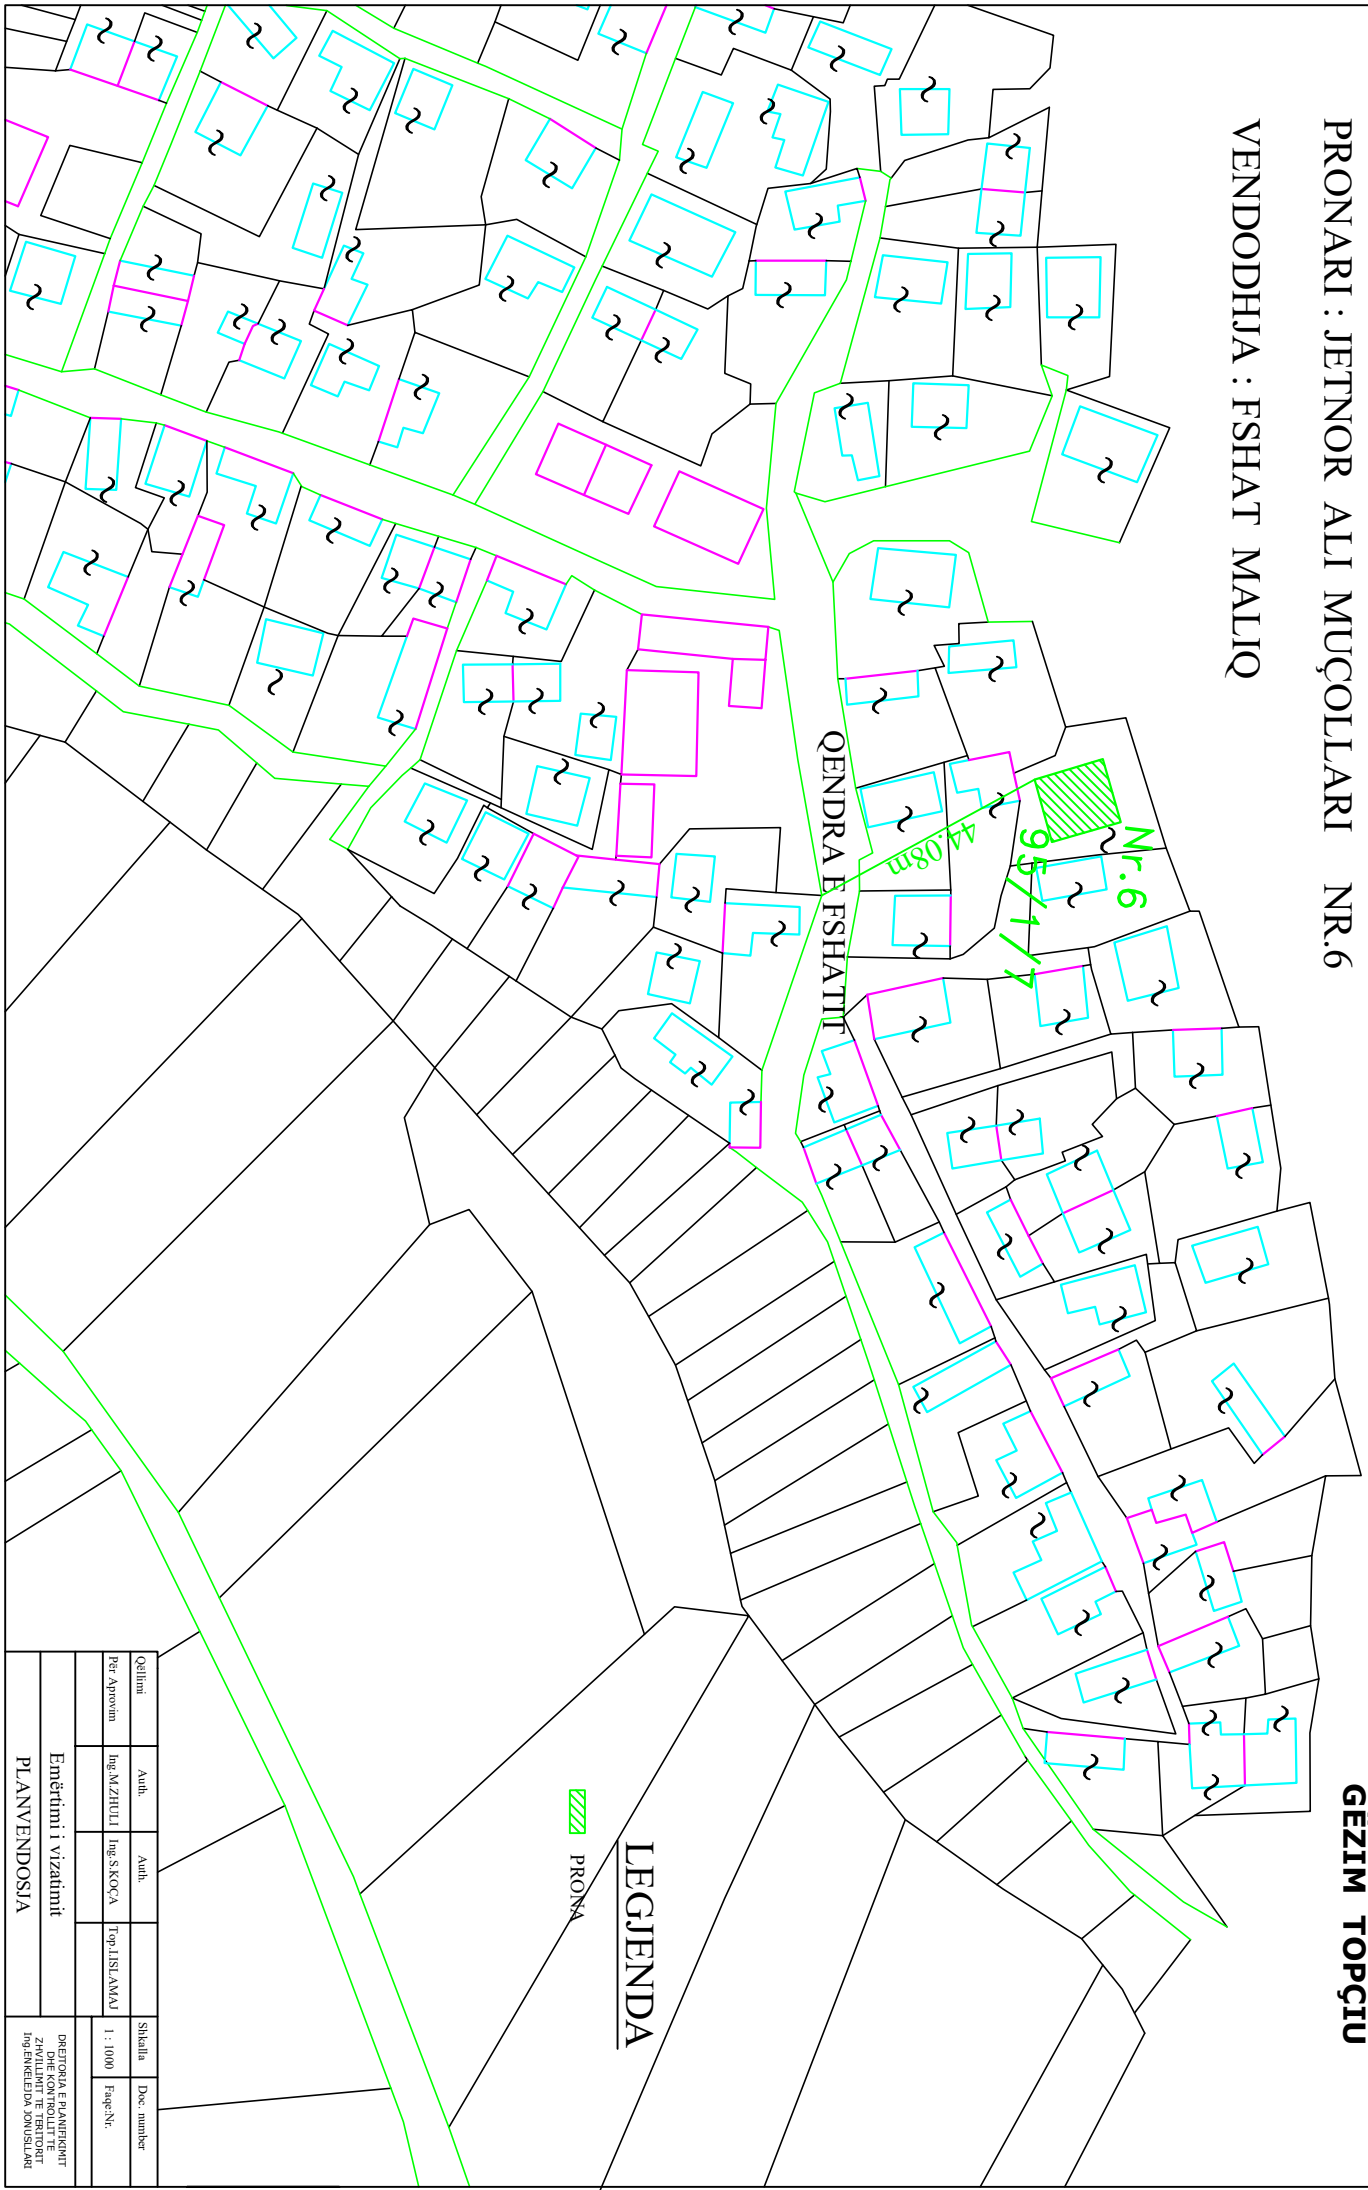 PRONARI : JETNOR ALI MUÇOLLARI NR.6
VENDODHJA : FSHAT MALIQ
GEZIM TOPÇIU
Nr.6
95/1/7
44.08m
QENDRA E FSHATIT
LEGJENDA
PRONA
Qëllimi Auth. Auth. Shkalla Doc. number
Për Aprovim Ing.M.ZHULI Ing.S.KOÇA Top.I.ISLAMAJ 1 : 1000 Faqe:Nr.
Emërtimi i vizatimit
PLANVENDOSJA
DREJTORIA E PLANIFIKIMIT
DHE KONTROLLIT TE
ZHVILLIMIT TE TERITORIT
Ing.ENKELEJDA JONUSLLARI